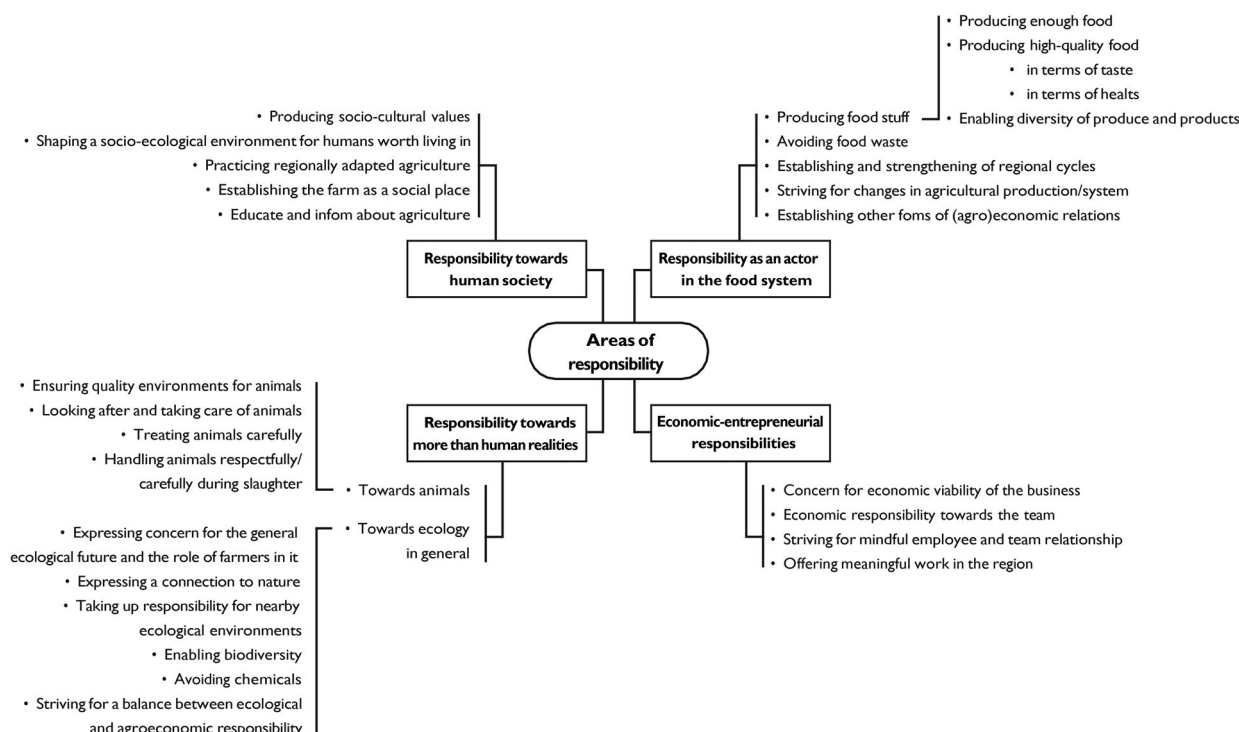 • Producing enough food
• Producing high-quality food
• in terms of taste
• in terms of healts
• Enabling diversity of produce and products
• Producing socio-cultural values
• Shaping a socio-ecological environment for humans worth living in
• Practicing regionally adapted agriculture
• Establishing the farm as a social place
• Educate and infom about agriculture
• Producing food stuff
• Avoiding food waste
• Establishing and strengthening of regional cycles
• Striving for changes in agricultural production/system
• Establishing other foms of (agro)economic relations
Responsibility towards
human society
Responsibility as an actor
in the food system
Areas of
responsibility
Responsibility towards
more than human realities
Economic-entrepreneurial
responsibilities
• Ensuring quality environments for animals
• Looking after and taking care of animals
• Treating animals carefully
• Handling animals respectfully/
carefully during slaughter
• Towards animals
• Towards ecology
in general
• Expressing concern for the general
ecological future and the role of farmers in it
• Expressing a connection to nature
• Taking up responsibility for nearby
ecological environments
• Enabling biodiversity
• Avoiding chemicals
• Striving for a balance between ecological
and agroeconomic responsibility
• Concern for economic viability of the business
• Economic responsibility towards the team
• Striving for mindful employee and team relationship
• Offering meaningful work in the region